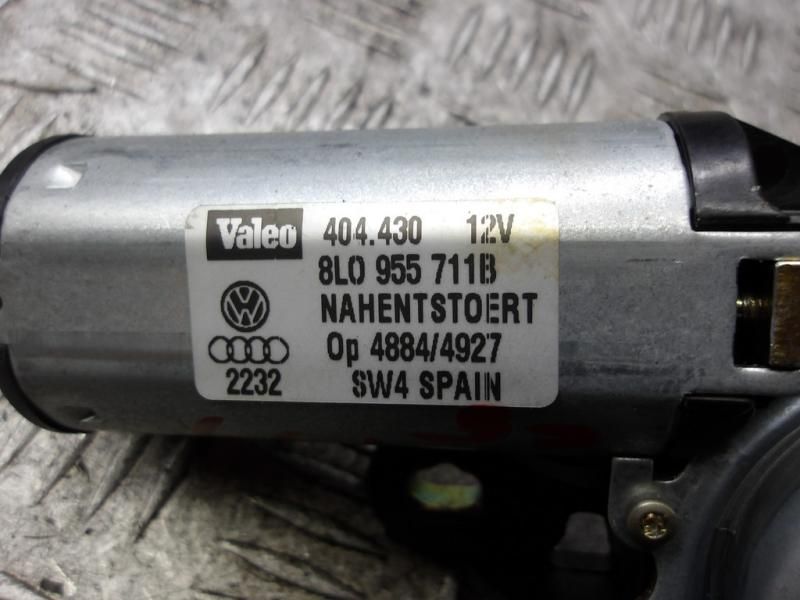 Valeo 404.430 12V
8L0 955 711B
NAHENTSTOERT
Op 4884/4927
2232 SW4 SPAIN